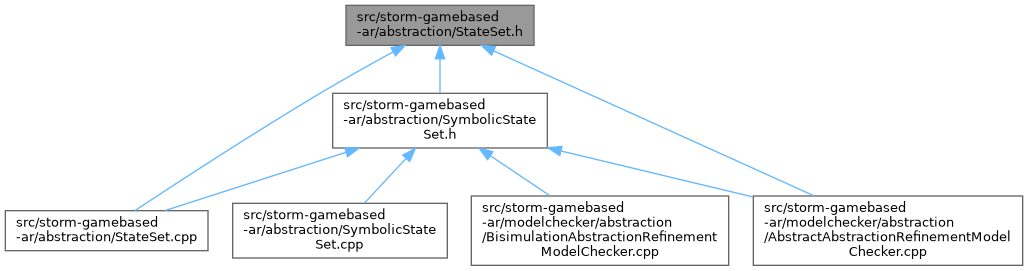 src/storm-gamebased
-ar/abstraction/StateSet.h
src/storm-gamebased
-ar/abstraction/SymbolicState
Set.h
src/storm-gamebased
-ar/abstraction/StateSet.cpp
src/storm-gamebased
-ar/abstraction/SymbolicState
Set.cpp
src/storm-gamebased
-ar/modelchecker/abstraction
/BisimulationAbstractionRefinement
ModelChecker.cpp
src/storm-gamebased
-ar/modelchecker/abstraction
/AbstractAbstractionRefinementModel
Checker.cpp